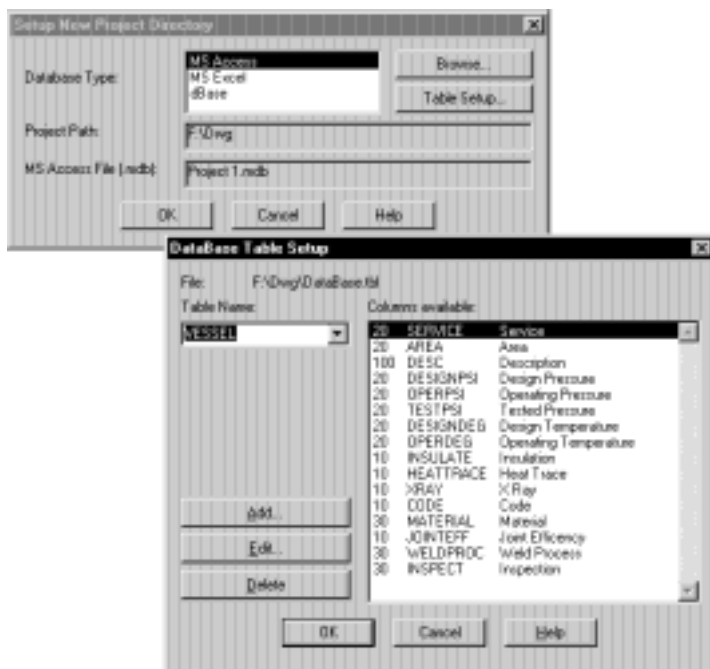 Setup New Project Directory
Database Type:
MS Access
MS Excel
dBase
Browse...
Table Setup...
Project Path:
F:\Dwg
MS Access File (.mdb):
Project 1.mdb
OK
Cancel
Help
DataBase Table Setup
File: F:\Dwg\DataBase.tbl
Table Name:
VESSEL
Columns available:
20 SERVICE Service
20 AREA Area
100 DESC Description
20 DESIGNPSI Design Pressure
20 OPERPSI Operating Pressure
20 TESTPSI Tested Pressure
20 DESIGNDEG Design Temperature
20 OPERDEG Operating Temperature
10 INSULATE Insulation
10 HEATTRACE Heat Trace
10 XRAY X Ray
10 CODE Code
30 MATERIAL Material
10 JOINTEFF Joint Efficency
30 WELDPROC Weld Process
30 INSPECT Inspection
Add...
Edit...
Delete
OK
Cancel
Help